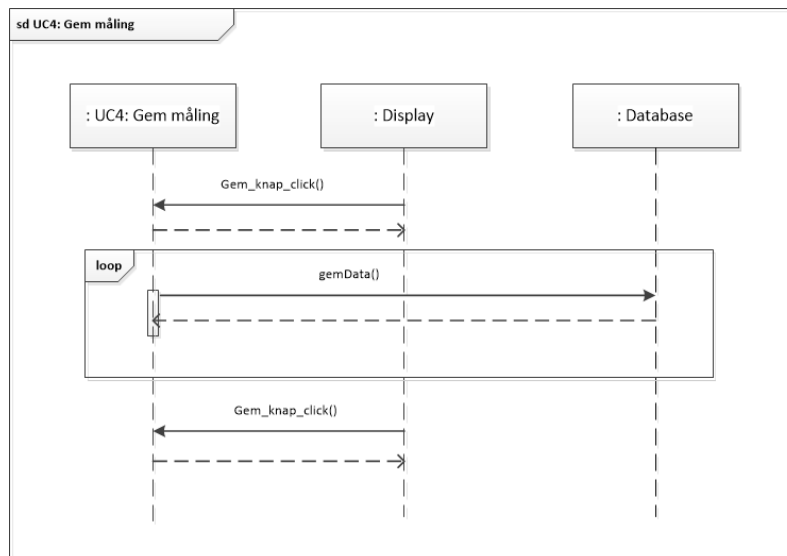 sd UC4: Gem måling
: UC4: Gem måling
: Display
: Database
Gem_knap_click()
loop
gemData()
Gem_knap_click()